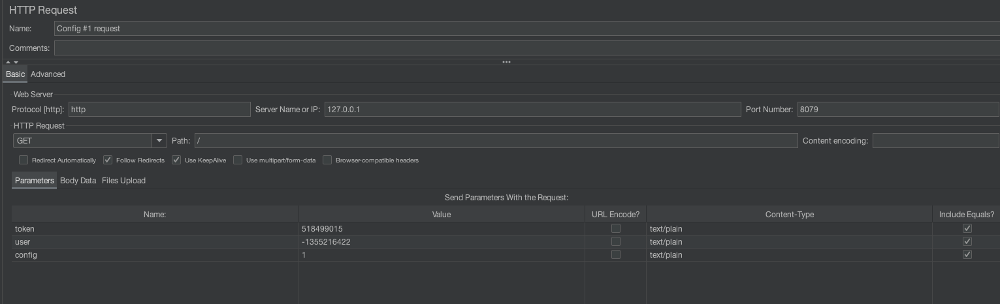 HTTP Request
Name: Config #1 request
Comments:
Basic Advanced
Web Server
Protocol [http]: http Server Name or IP: 127.0.0.1 Port Number: 8079
HTTP Request
GET Path: / Content encoding:
Redirect Automatically Follow Redirects Use KeepAlive Use multipart/form-data Browser-compatible headers
Parameters Body Data Files Upload
Send Parameters With the Request:
Name: Value URL Encode? Content-Type Include Equals?
token 518499015 text/plain
user -1355216422 text/plain
config 1 text/plain